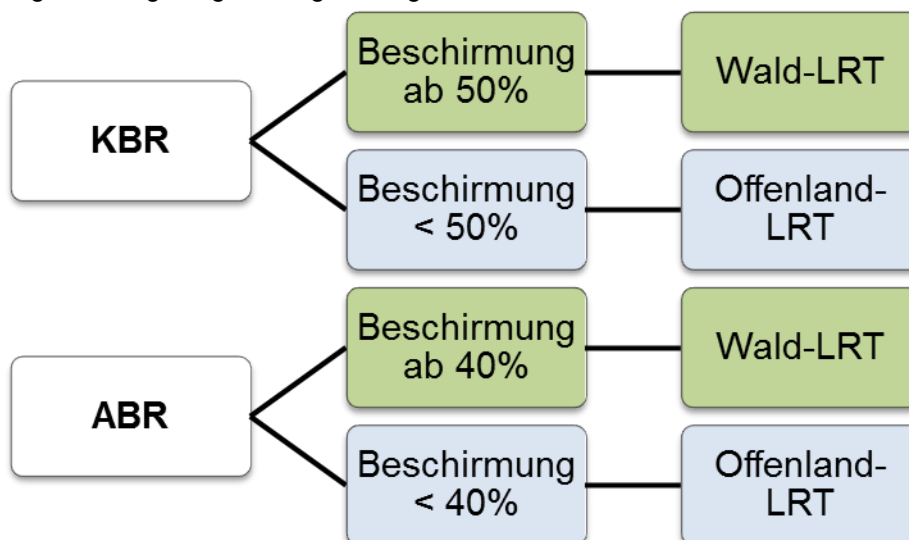 KBR
Beschirmung
ab 50%
Wald-LRT
Beschirmung
< 50%
Offenland-
LRT
ABR
Beschirmung
ab 40%
Wald-LRT
Beschirmung
< 40%
Offenland-
LRT